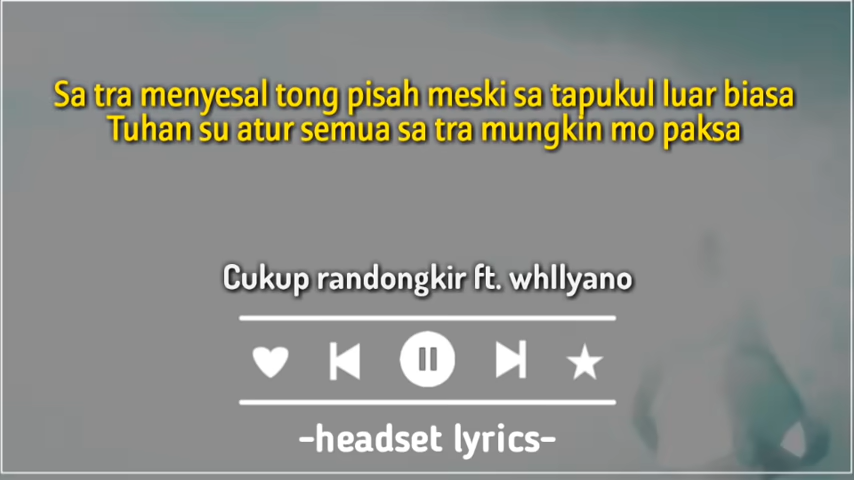 Sa tra menyesal tong pisah meski sa tapukul luar biasa
Tuhan su atur semua sa tra mungkin mo paksa
Cukup randongkir ft. whllyano
-headset lyrics-